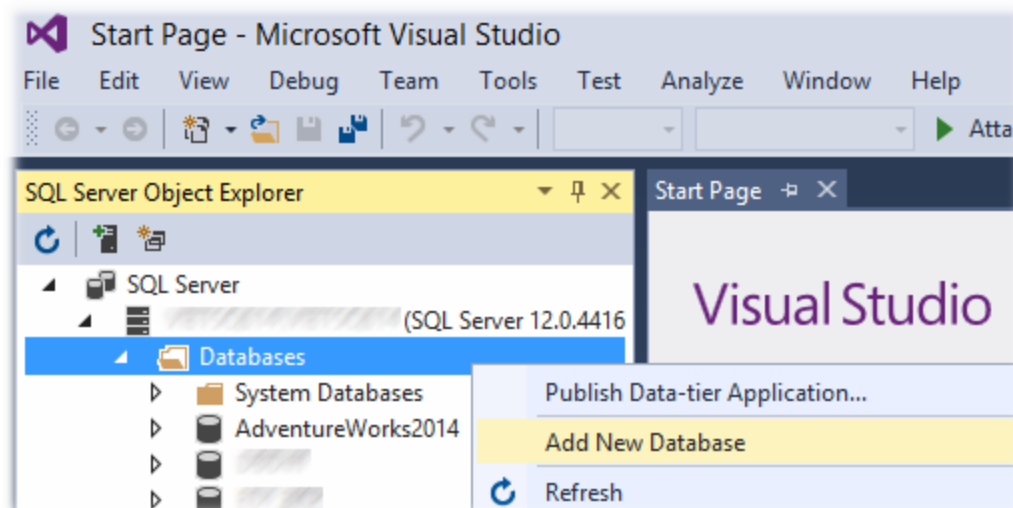 Start Page - Microsoft Visual Studio
File Edit View Debug Team Tools Test Analyze Window Help
Atta
SQL Server Object Explorer
Start Page
SQL Server
(SQL Server 12.0.4416
Visual Studio
Databases
System Databases
Publish Data-tier Application...
AdventureWorks2014
Add New Database
Refresh